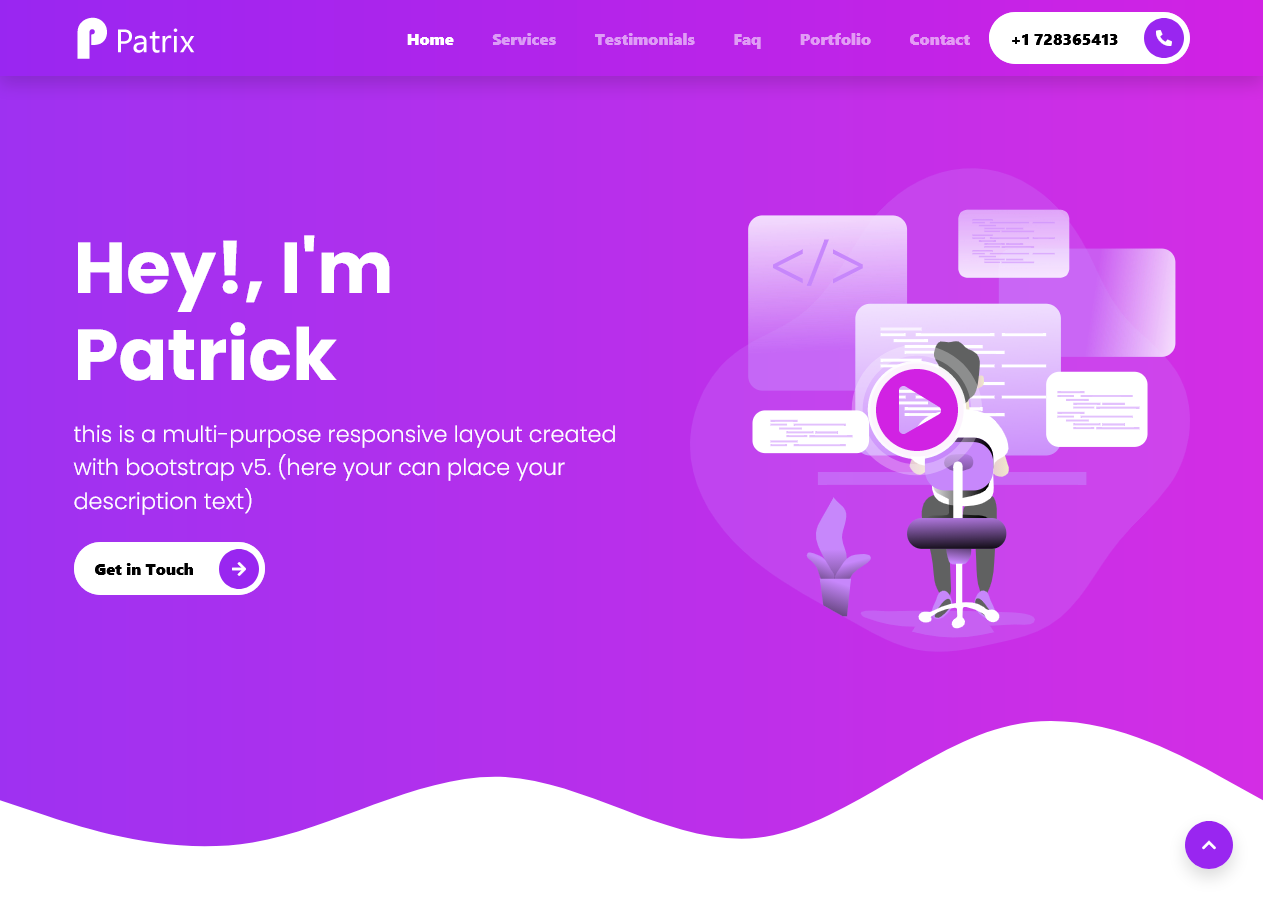 Patrix
Home Services Testimonials Faq Portfolio Contact +1 728365413
</>
Hey!, I'm
Patrick
this is a multi-purpose responsive layout created
with bootstrap v5. (here your can place your
description text)
Get in Touch